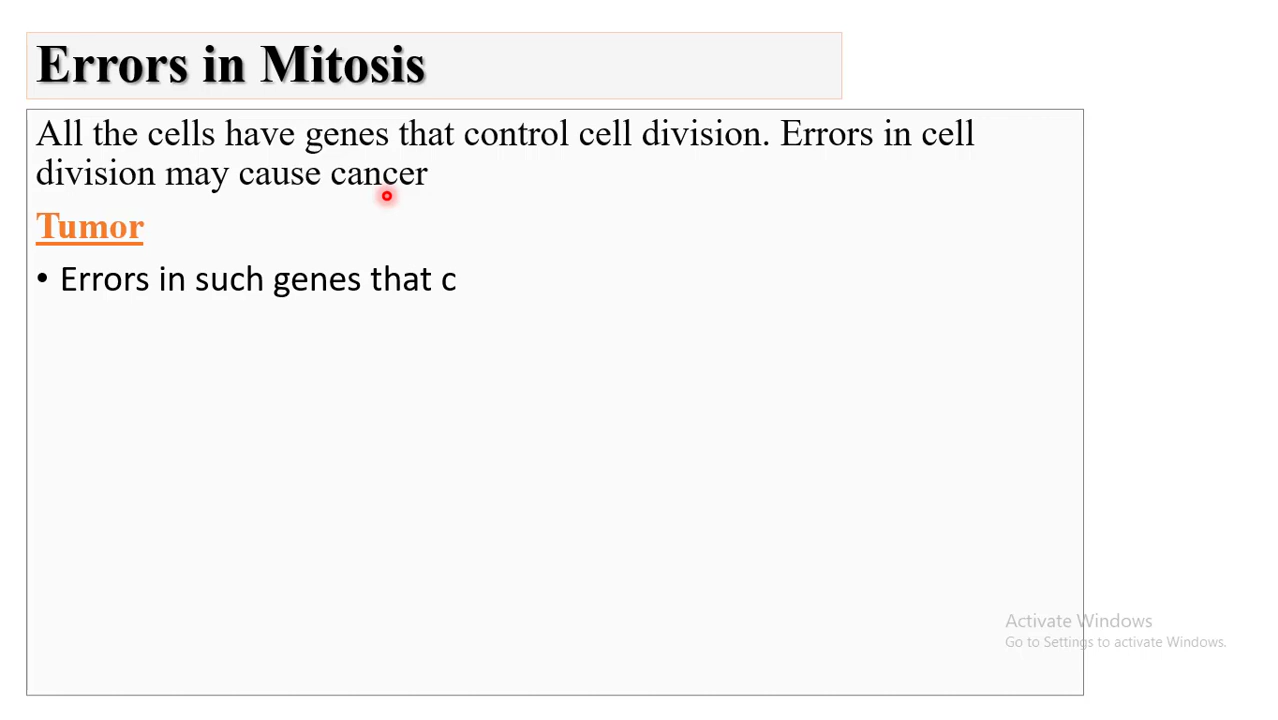 Errors in Mitosis
All the cells have genes that control cell division. Errors in cell
division may cause cancer
Tumor
• Errors in such genes that c
Activate Windows
Go to Settings to activate Windows.